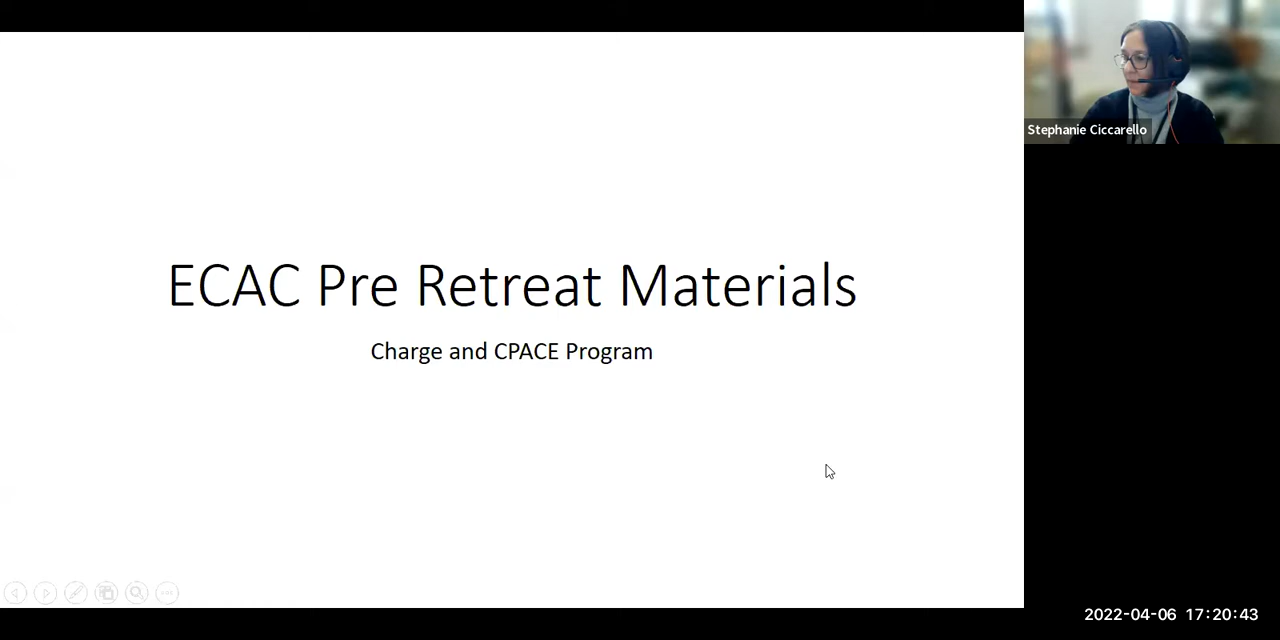 Stephanie Ciccarello
ECAC Pre Retreat Materials
Charge and CPACE Program
2022-04-06 17:20:43